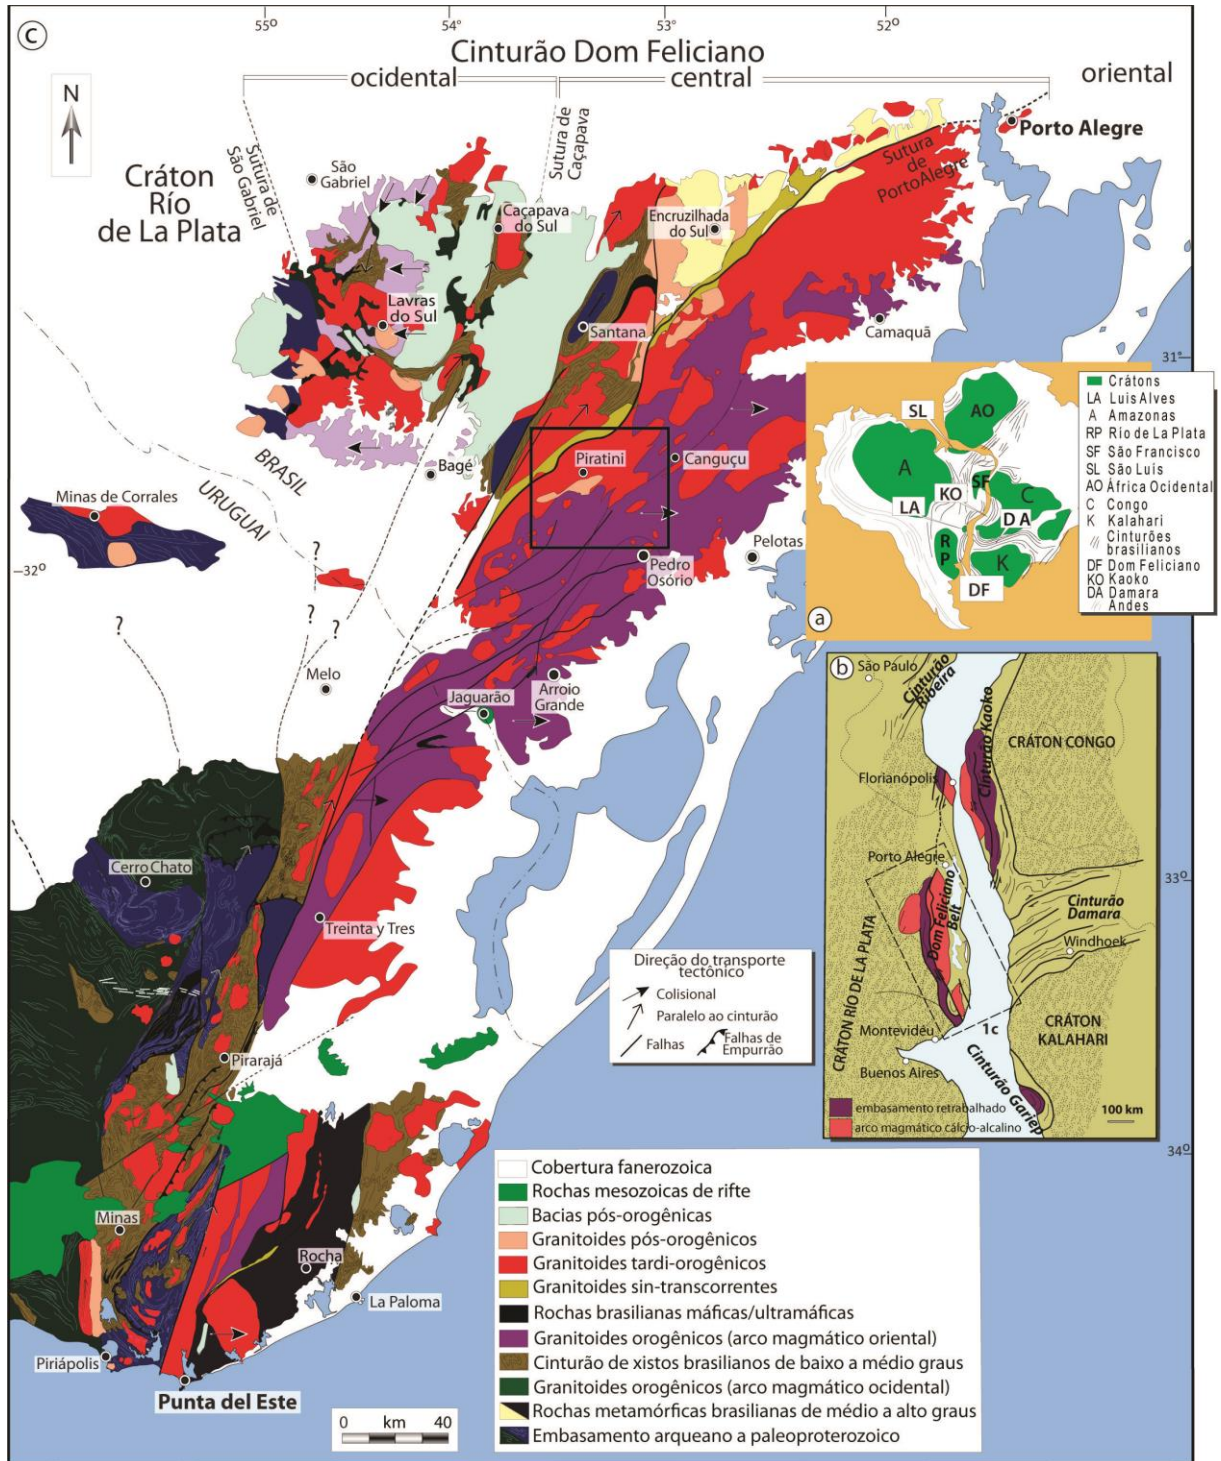 c
55º
54°
53°
52°
Cinturão Dom Feliciano
ocidental
central
oriental
N
Porto Alegre
Sutura de
São Gabriel
Sutura de
Caçapava
Sutura
de
PortoAlegre
Cráton
Río
de La Plata
São
Gabriel
Caçapava
do Sul
Encruzilhada
do Sul
Lavras
do Sul
Santana
Camaquã
31°
BRASIL
URUGUAI
Bagé
Piratini
Canguçu
Minas de Corrales
32°
Pedro
Osório
Pelotas
?
?
?
Melo
Jaguarão
Arroio
Grande
Cerro Chato
Treinta y Tres
33°
Pirarajá
34°
Minas
Rocha
La Paloma
Piriápolis
Punta del Este
0 km 40
SL
AO
A
KO
SF
C
LA
D A
R
P
K
DF
a
Crátons
LA Luis Alves
A Amazonas
RP Río de La Plata
SF São Francisco
SL São Luis
AO África Ocidental
C Congo
K Kalahari
Cinturões
brasilianos
DF Dom Feliciano
KO Kaoko
DA Damara
Andes
b
São Paulo
Cinturão
Ribeira
Cinturão Kaoko
CRÁTON CONGO
Florianópolis
Porto Alegre
Dom Feliciano
Belt
Cinturão
Damara
Windhoek
CRÁTON RÍO DE LA PLATA
Montevidéu
1c
CRÁTON
KALAHARI
Buenos Aires
Cinturão Gariep
embasamento retrabalhado
arco magmático cálcio-alcalino
100 km
Direção do transporte
tectônico
Colisional
Paralelo ao cinturão
Falhas
Falhas de
Empurrão
Cobertura fanerozoica
Rochas mesozoicas de rifte
Bacias pós-orogênicas
Granitoides pós-orogênicos
Granitoides tardi-orogênicos
Granitoides sin-transcorrentes
Rochas brasilianas máficas/ultramáficas
Granitoides orogênicos (arco magmático oriental)
Cinturão de xistos brasilianos de baixo a médio graus
Granitoides orogênicos (arco magmático ocidental)
Rochas metamórficas brasilianas de médio a alto graus
Embasamento arqueano a paleoproterozoico